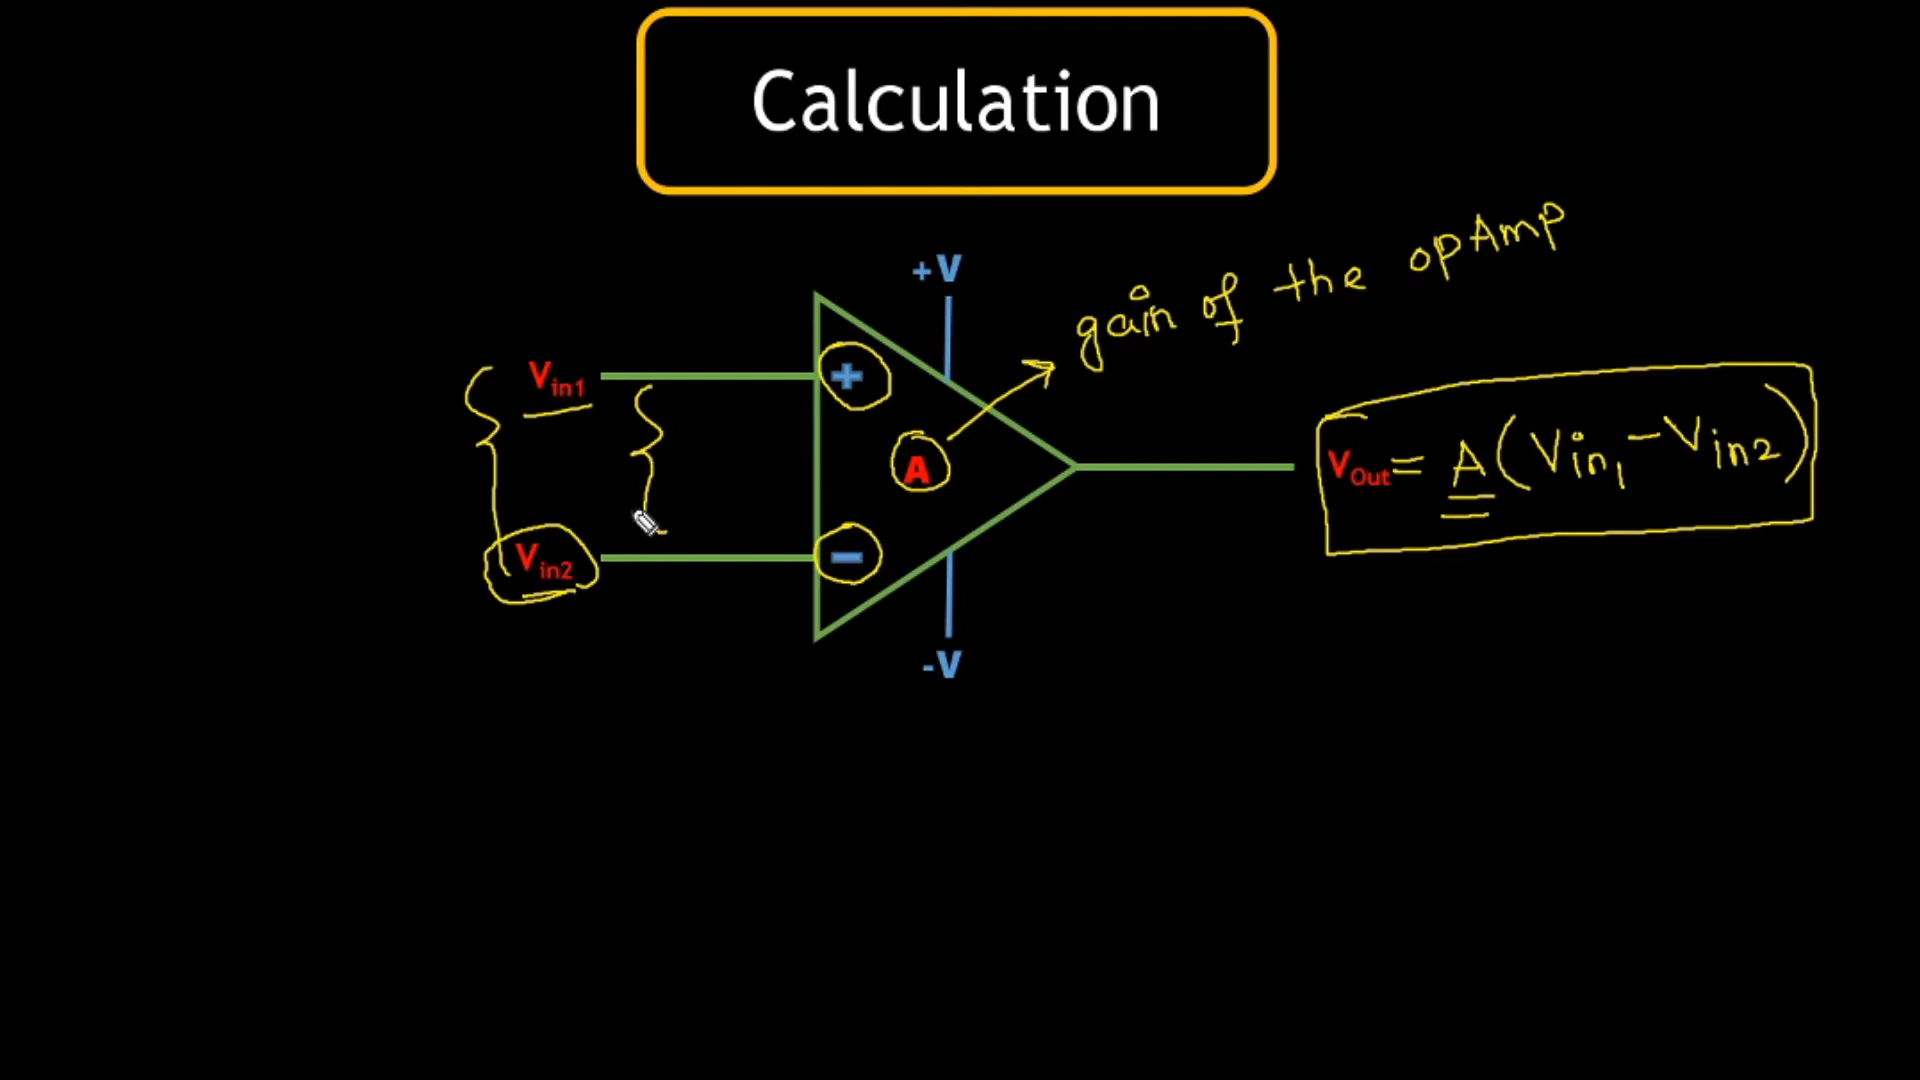 Calculation
+V
gain of the opAmp
Vin1
+
A
VOut = A(Vin1 - Vin2)
Vin2
-
-V